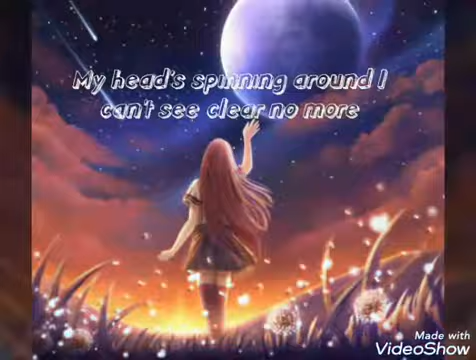 My head's spinning around I
can't see clear no more
Made with
VideoShow